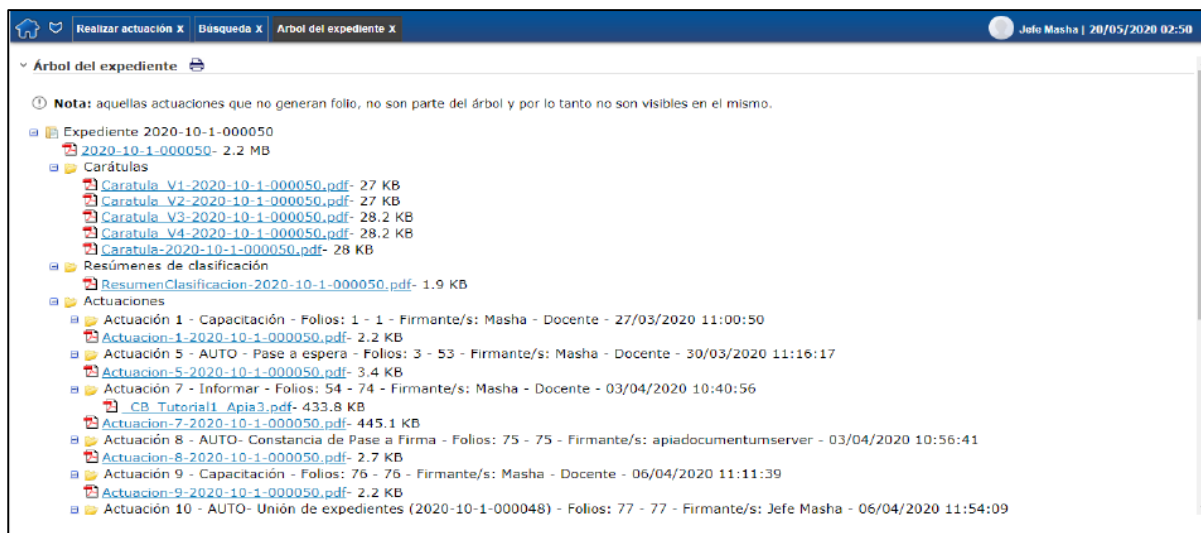 Realizar actuación X Búsqueda X Arbol del expediente X Jefe Masha | 20/05/2020 02:50
Árbol del expediente
Nota: aquellas actuaciones que no generan folio, no son parte del árbol y por lo tanto no son visibles en el mismo.
Expediente 2020-10-1-000050
2020-10-1-000050- 2.2 MB
Carátulas
Caratula_V1-2020-10-1-000050.pdf- 27 KB
Caratula_V2-2020-10-1-000050.pdf- 27 KB
Caratula_V3-2020-10-1-000050.pdf- 28.2 KB
Caratula_V4-2020-10-1-000050.pdf- 28.2 KB
Caratula-2020-10-1-000050.pdf- 28 KB
Resúmenes de clasificación
ResumenClasificacion-2020-10-1-000050.pdf- 1.9 KB
Actuaciones
Actuación 1 - Capacitación - Folios: 1 - 1 - Firmante/s: Masha - Docente - 27/03/2020 11:00:50
Actuacion-1-2020-10-1-000050.pdf- 2.2 KB
Actuación 5 - AUTO - Pase a espera - Folios: 3 - 53 - Firmante/s: Masha - Docente - 30/03/2020 11:16:17
Actuacion-5-2020-10-1-000050.pdf- 3.4 KB
Actuación 7 - Informar - Folios: 54 - 74 - Firmante/s: Masha - Docente - 03/04/2020 10:40:56
_CB_Tutorial1_Apia3.pdf- 433.8 KB
Actuacion-7-2020-10-1-000050.pdf- 445.1 KB
Actuación 8 - AUTO- Constancia de Pase a Firma - Folios: 75 - 75 - Firmante/s: apiadocumentumserver - 03/04/2020 10:56:41
Actuacion-8-2020-10-1-000050.pdf- 2.7 KB
Actuación 9 - Capacitación - Folios: 76 - 76 - Firmante/s: Masha - Docente - 06/04/2020 11:11:39
Actuacion-9-2020-10-1-000050.pdf- 2.2 KB
Actuación 10 - AUTO- Unión de expedientes (2020-10-1-000048) - Folios: 77 - 77 - Firmante/s: Jefe Masha - 06/04/2020 11:54:09